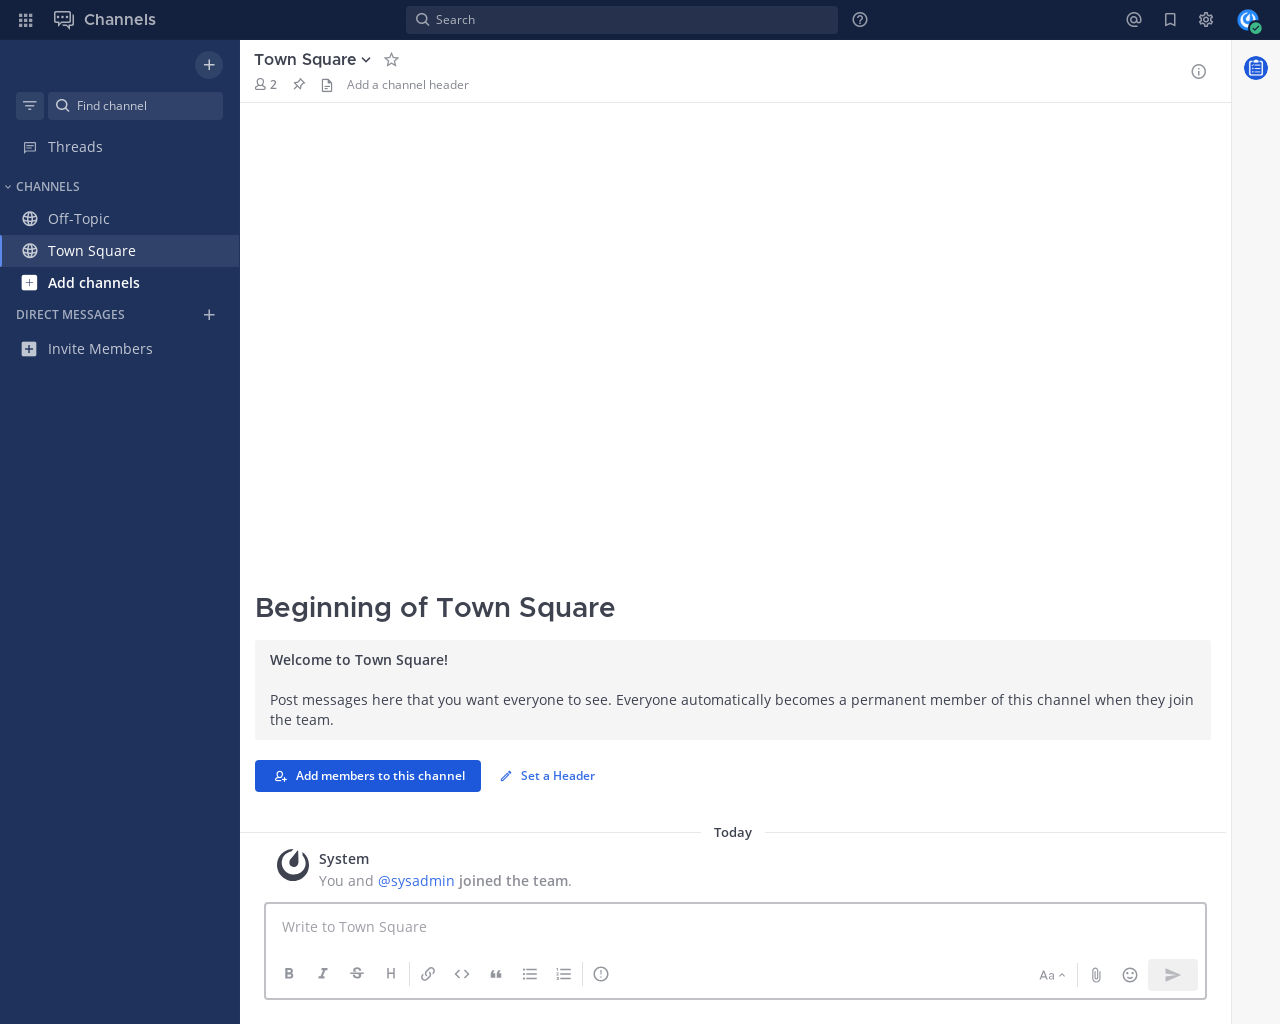 Channels
Search
Find channel
Threads
CHANNELS
Off-Topic
Town Square
Add channels
DIRECT MESSAGES
Invite Members
Town Square
2
Add a channel header
Beginning of Town Square
Welcome to Town Square!
Post messages here that you want everyone to see. Everyone automatically becomes a permanent member of this channel when they join
the team.
Add members to this channel
Set a Header
Today
System
You and @sysadmin joined the team.
Write to Town Square
B I S H
Aa